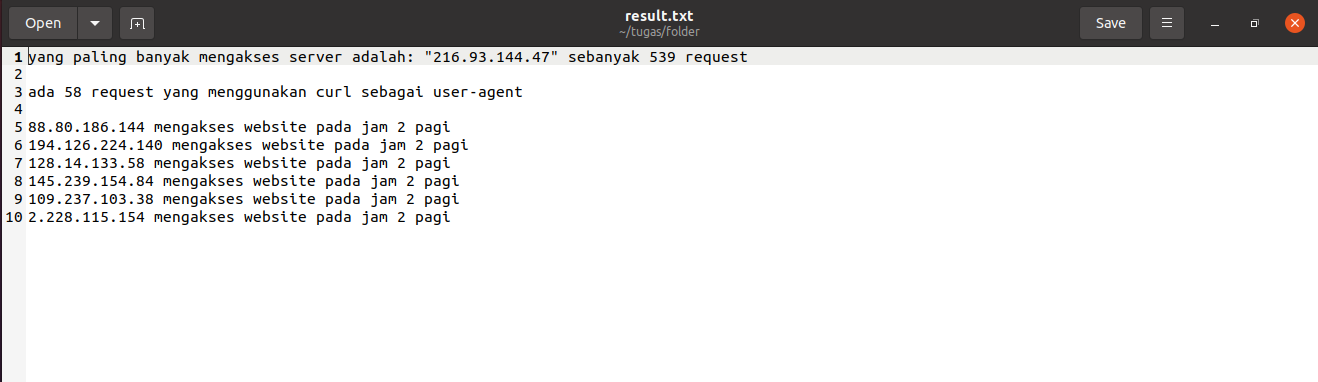 Open
result.txt
~/tugas/folder
Save
1 yang paling banyak mengakses server adalah: "216.93.144.47" sebanyak 539 request
2
3 ada 58 request yang menggunakan curl sebagai user-agent
4
5 88.80.186.144 mengakses website pada jam 2 pagi
6 194.126.224.140 mengakses website pada jam 2 pagi
7 128.14.133.58 mengakses website pada jam 2 pagi
8 145.239.154.84 mengakses website pada jam 2 pagi
9 109.237.103.38 mengakses website pada jam 2 pagi
10 2.228.115.154 mengakses website pada jam 2 pagi